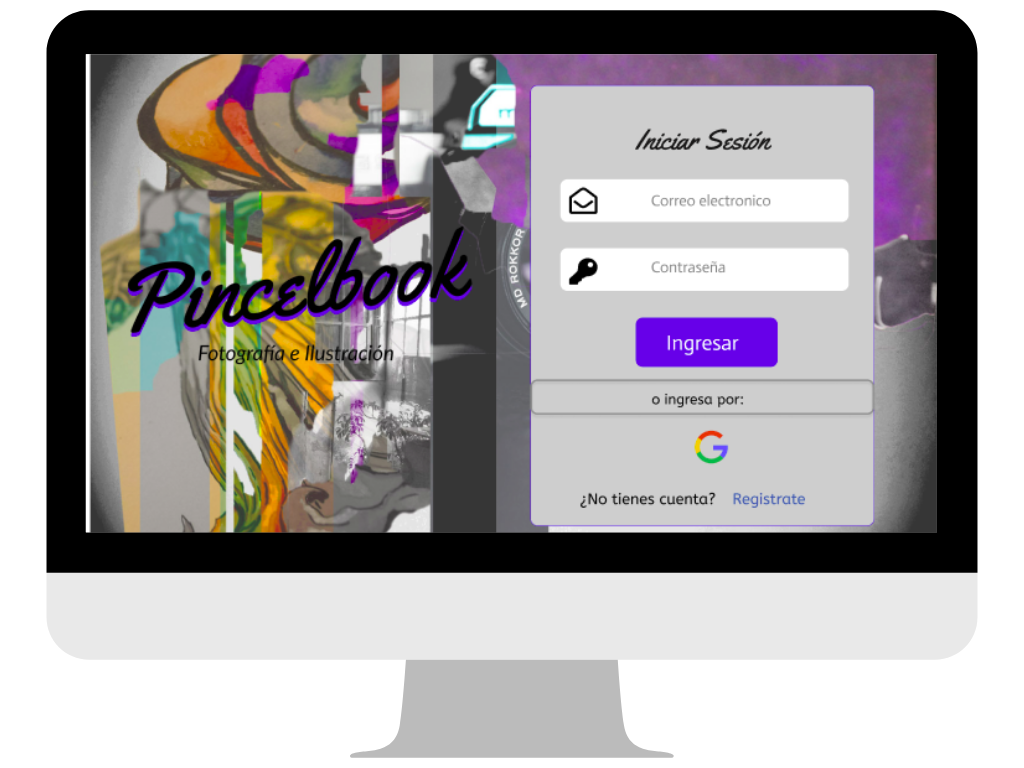 Pincelbook
Fotografía e Ilustración
MD ROKKOR
Iniciar Sesión
Correo electronico
Contraseña
Ingresar
o ingresa por:
¿No tienes cuenta? Registrate